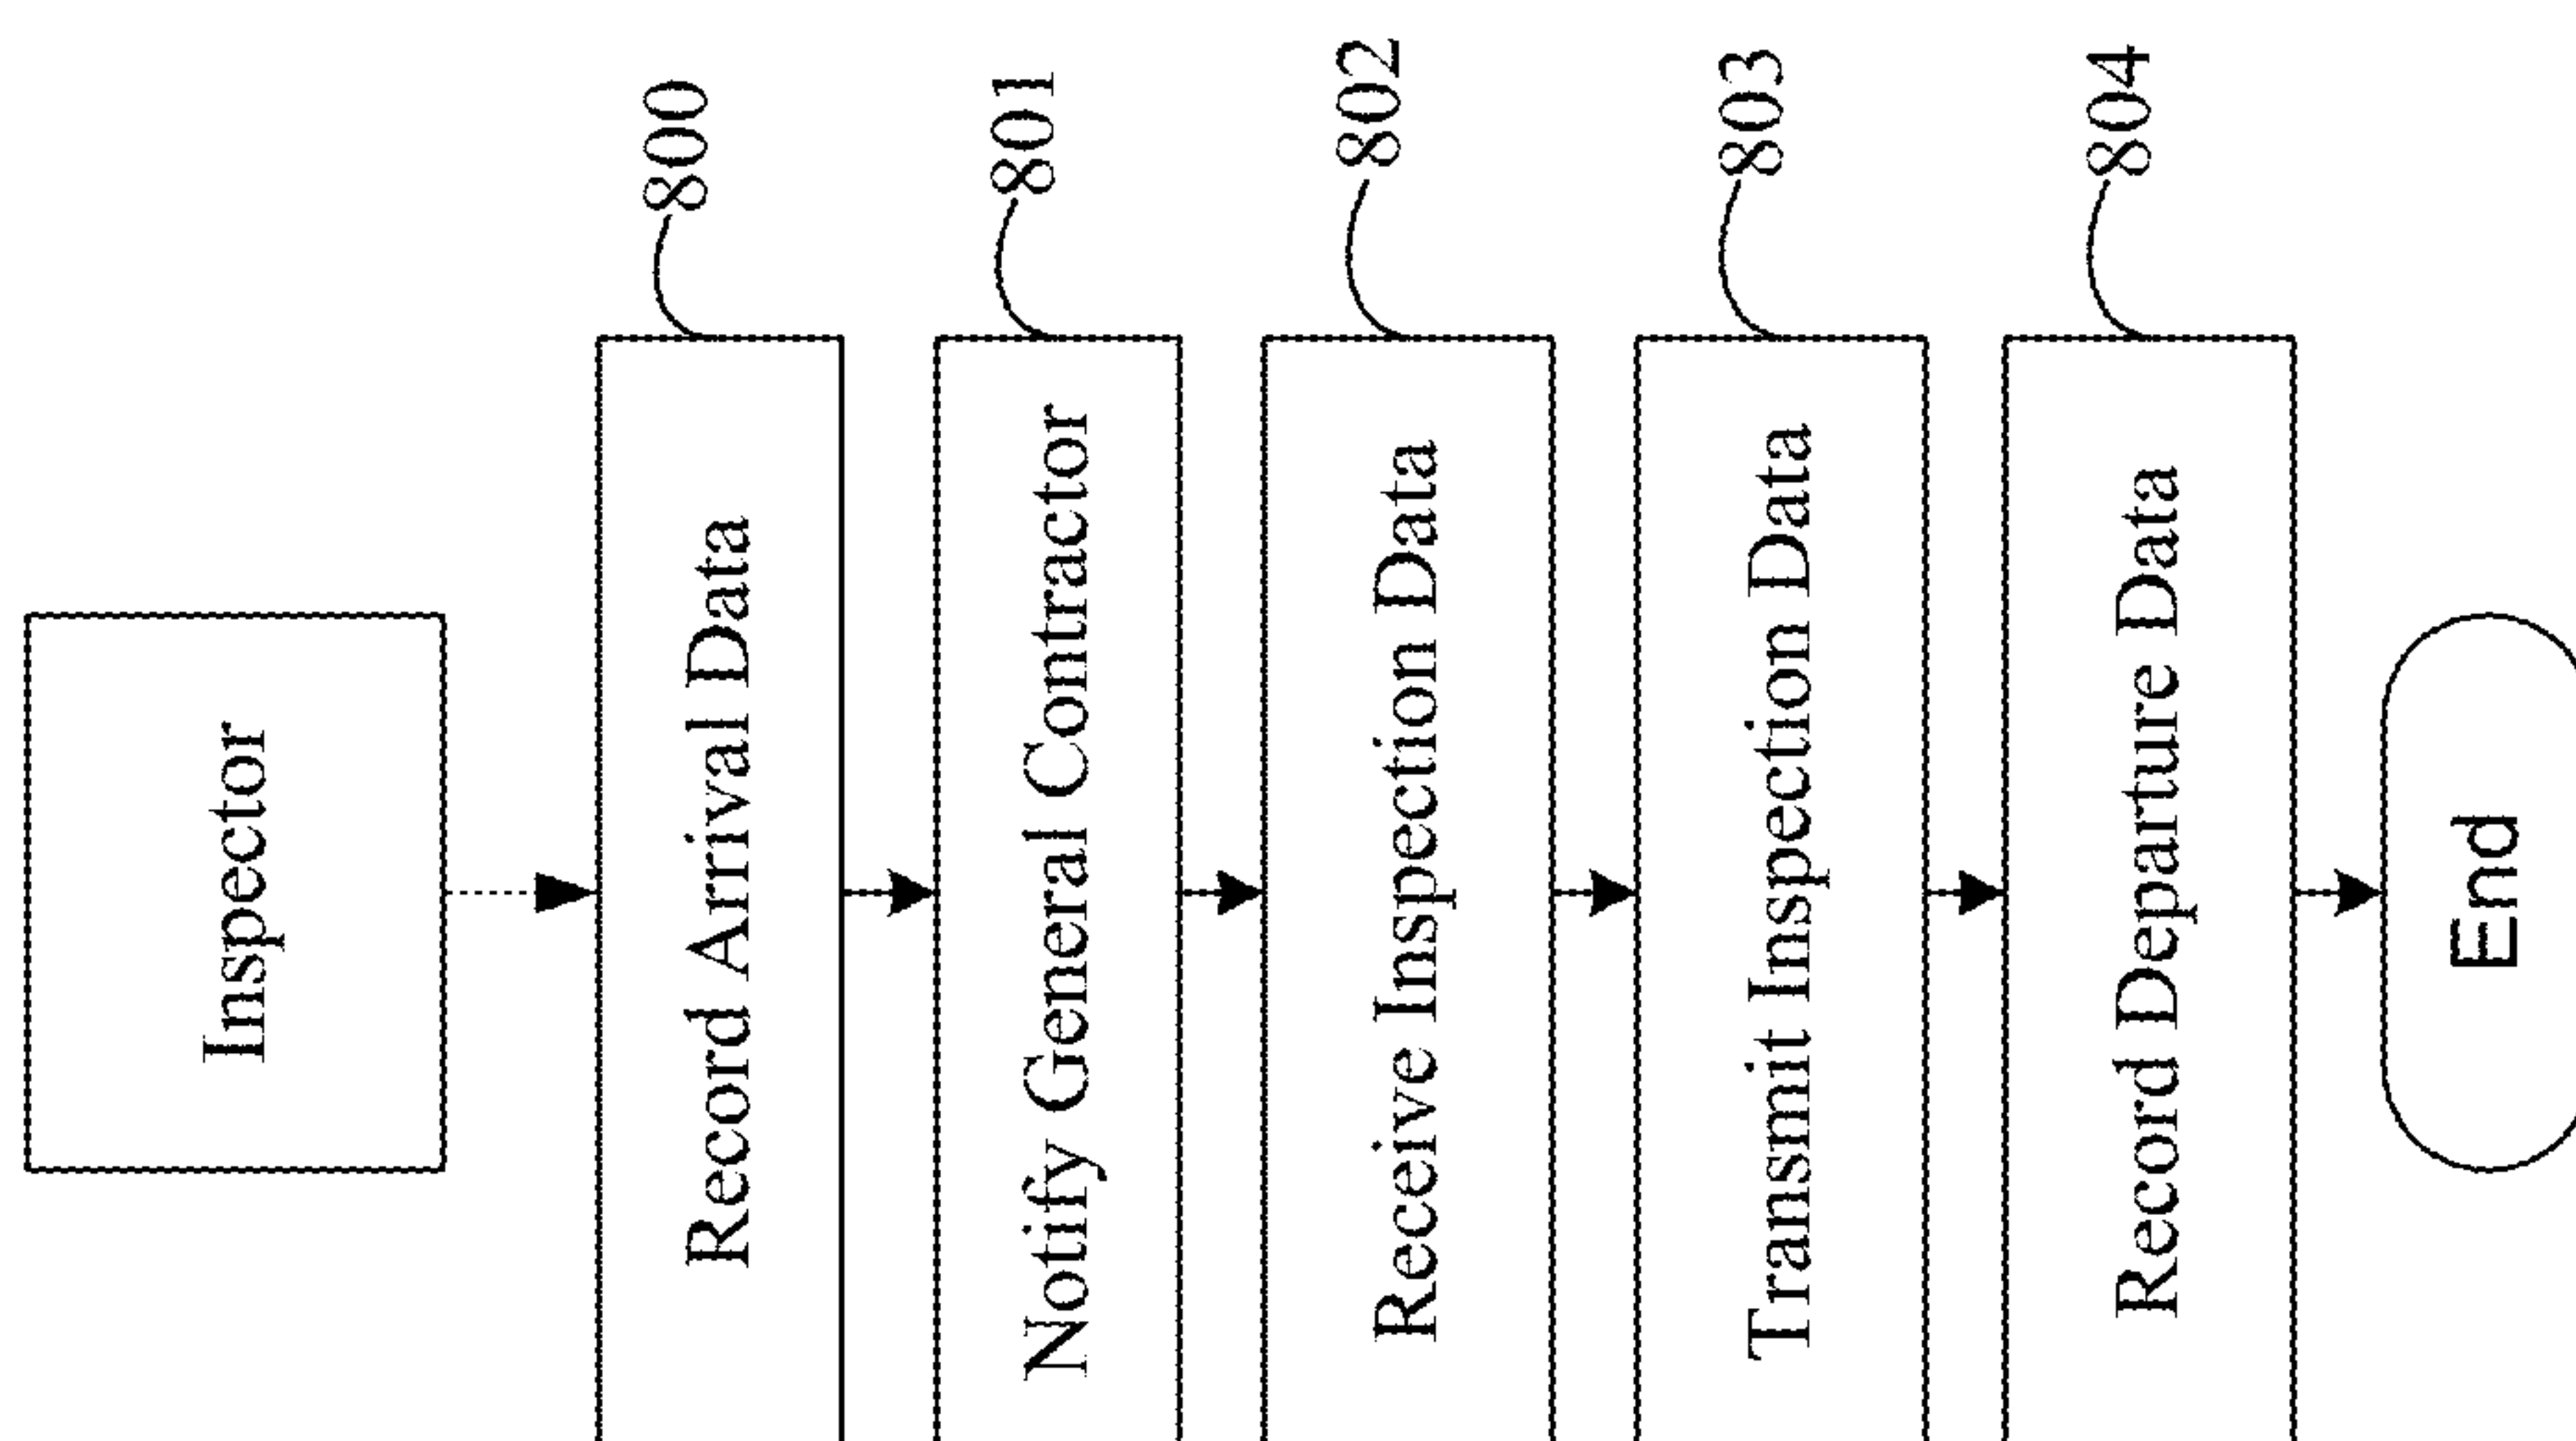 Inspector
Record Arrival Data
800
Notify General Contractor
801
Receive Inspection Data
802
Transmit Inspection Data
803
Record Departure Data
804
End